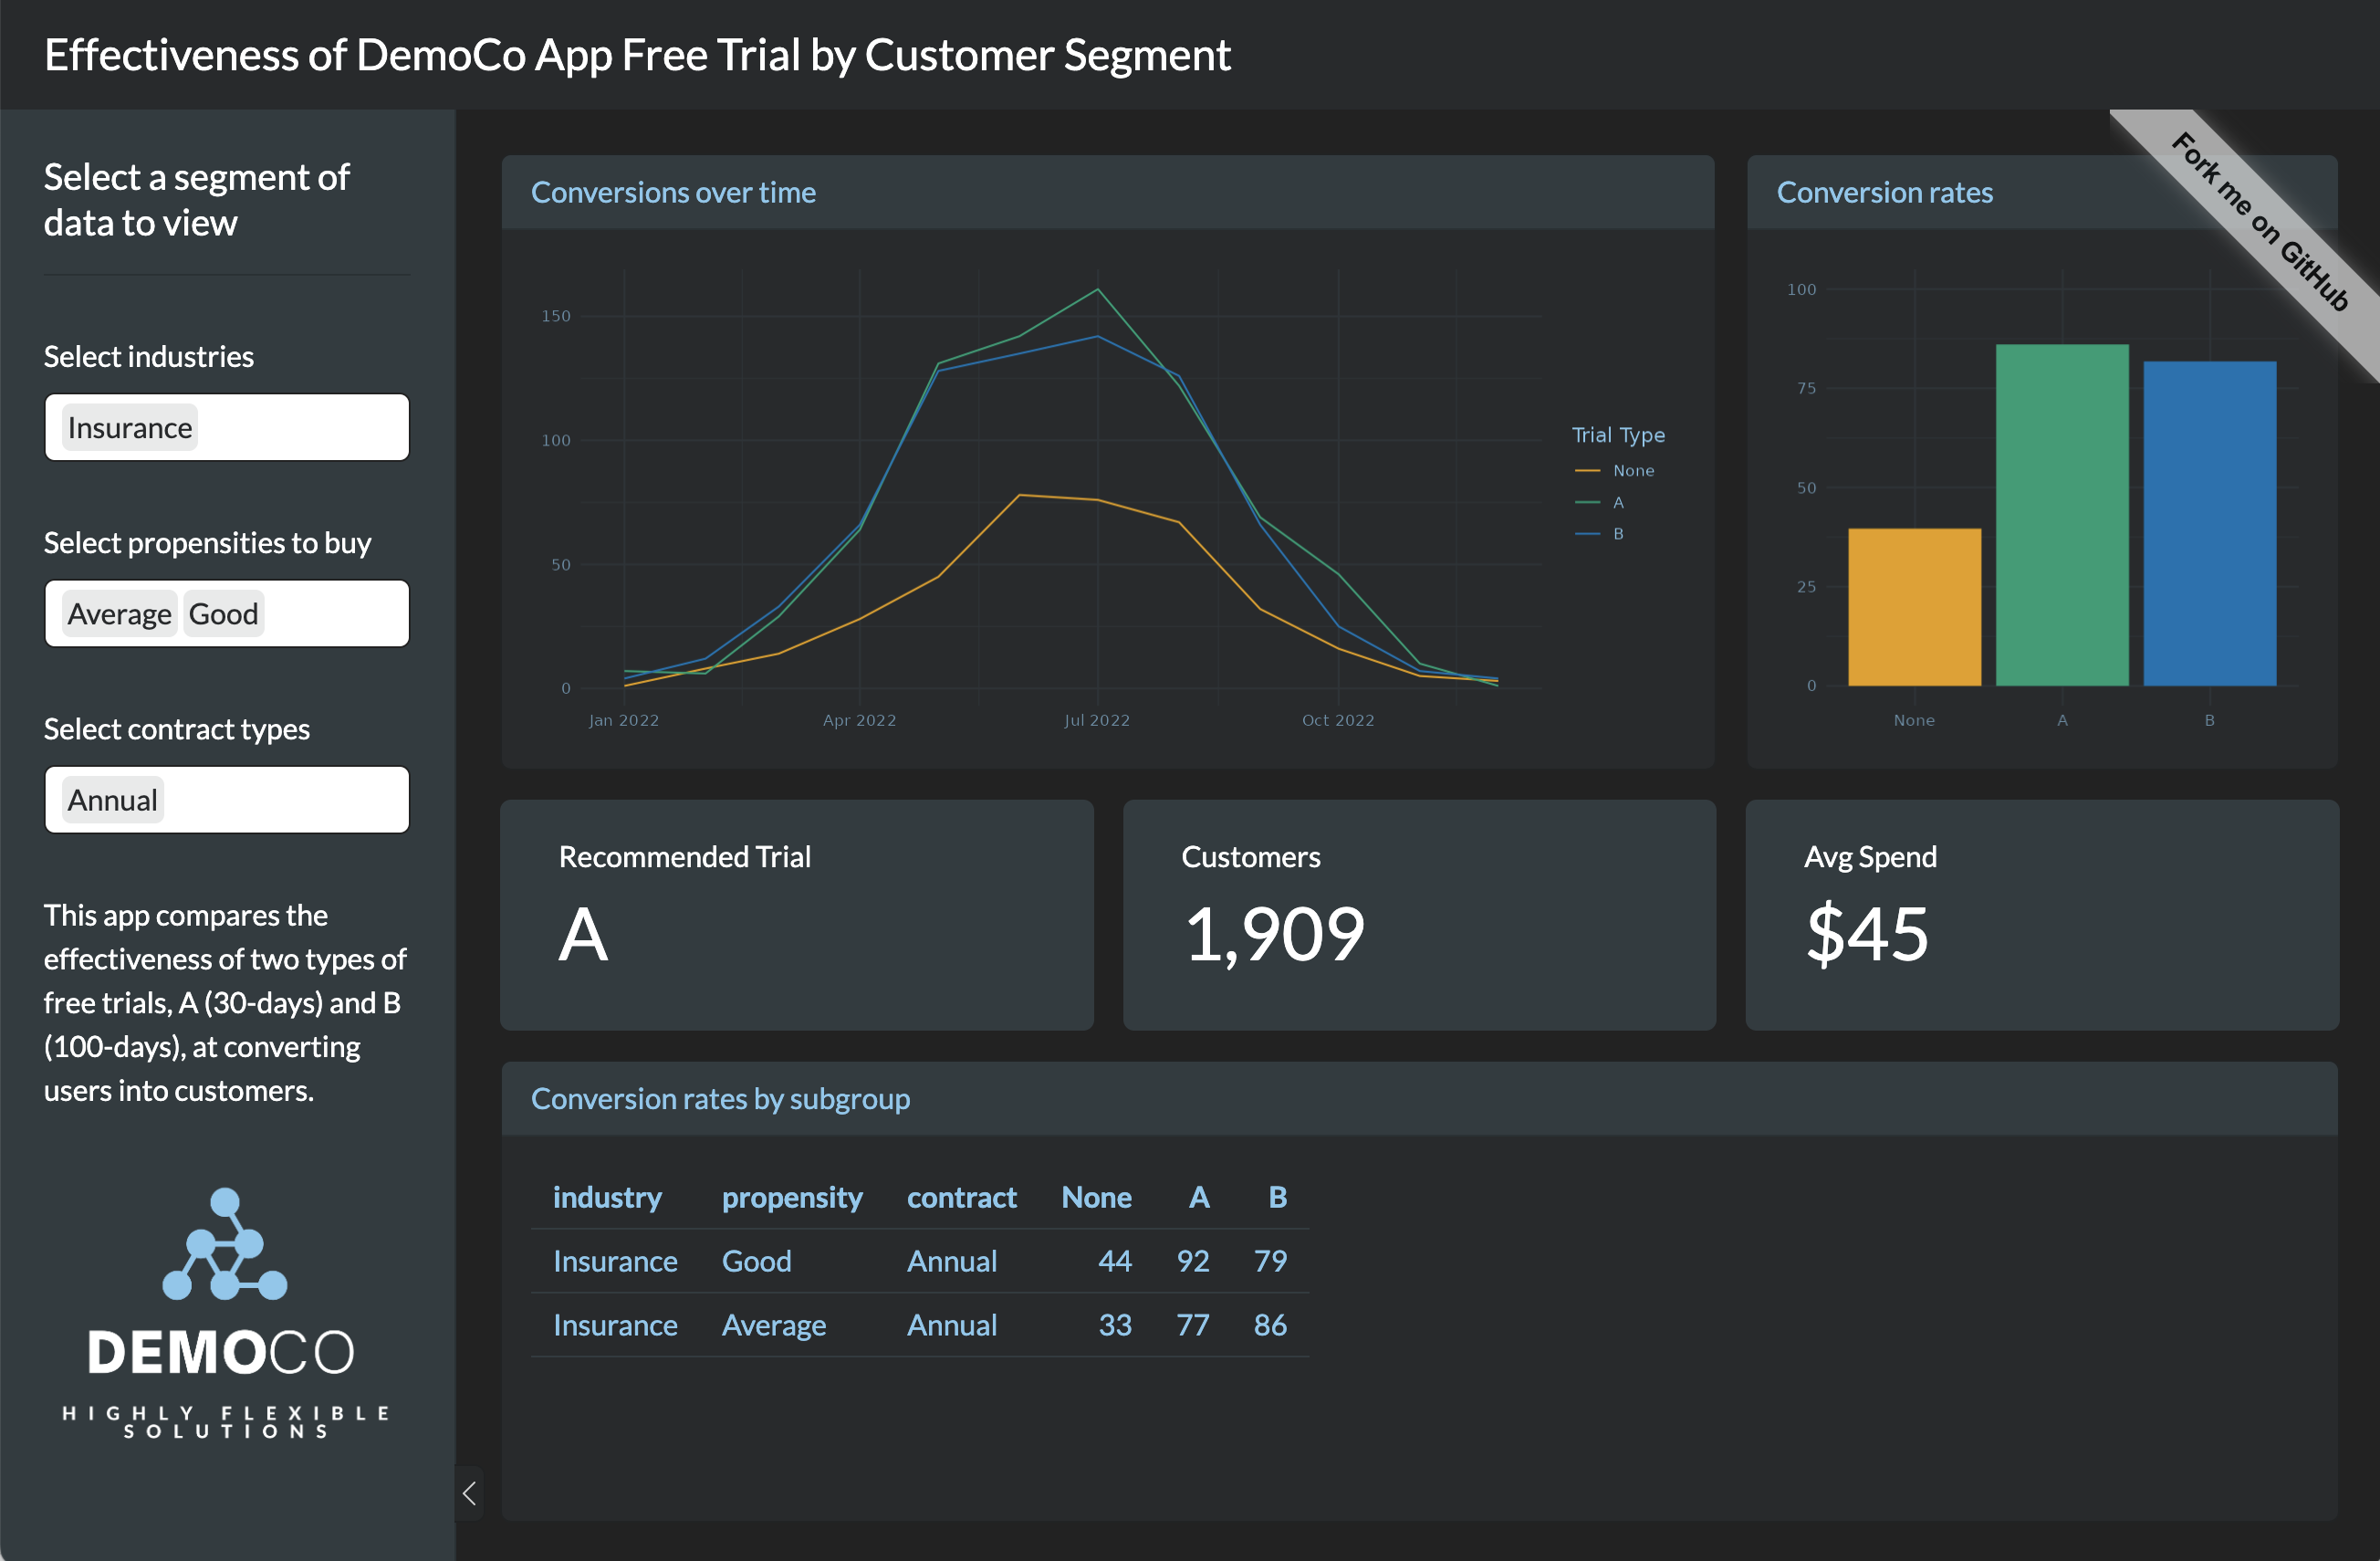 Effectiveness of DemoCo App Free Trial by Customer Segment
Select a segment of
data to view
Select industries
Insurance
Select propensities to buy
Average Good
Select contract types
Annual
This app compares the
effectiveness of two types of
free trials, A (30-days) and B
(100-days), at converting
users into customers.
DEMOCO
HIGHLY FLEXIBLE
SOLUTIONS
Conversions over time
150
100
50
0
Jan 2022 Apr 2022 Jul 2022 Oct 2022
Trial Type
None
A
B
Conversion rates
100
75
50
25
0
None A B
Fork me on GitHub
Recommended Trial
A
Customers
1,909
Avg Spend
$45
Conversion rates by subgroup
industry propensity contract None A B
Insurance Good Annual 44 92 79
Insurance Average Annual 33 77 86